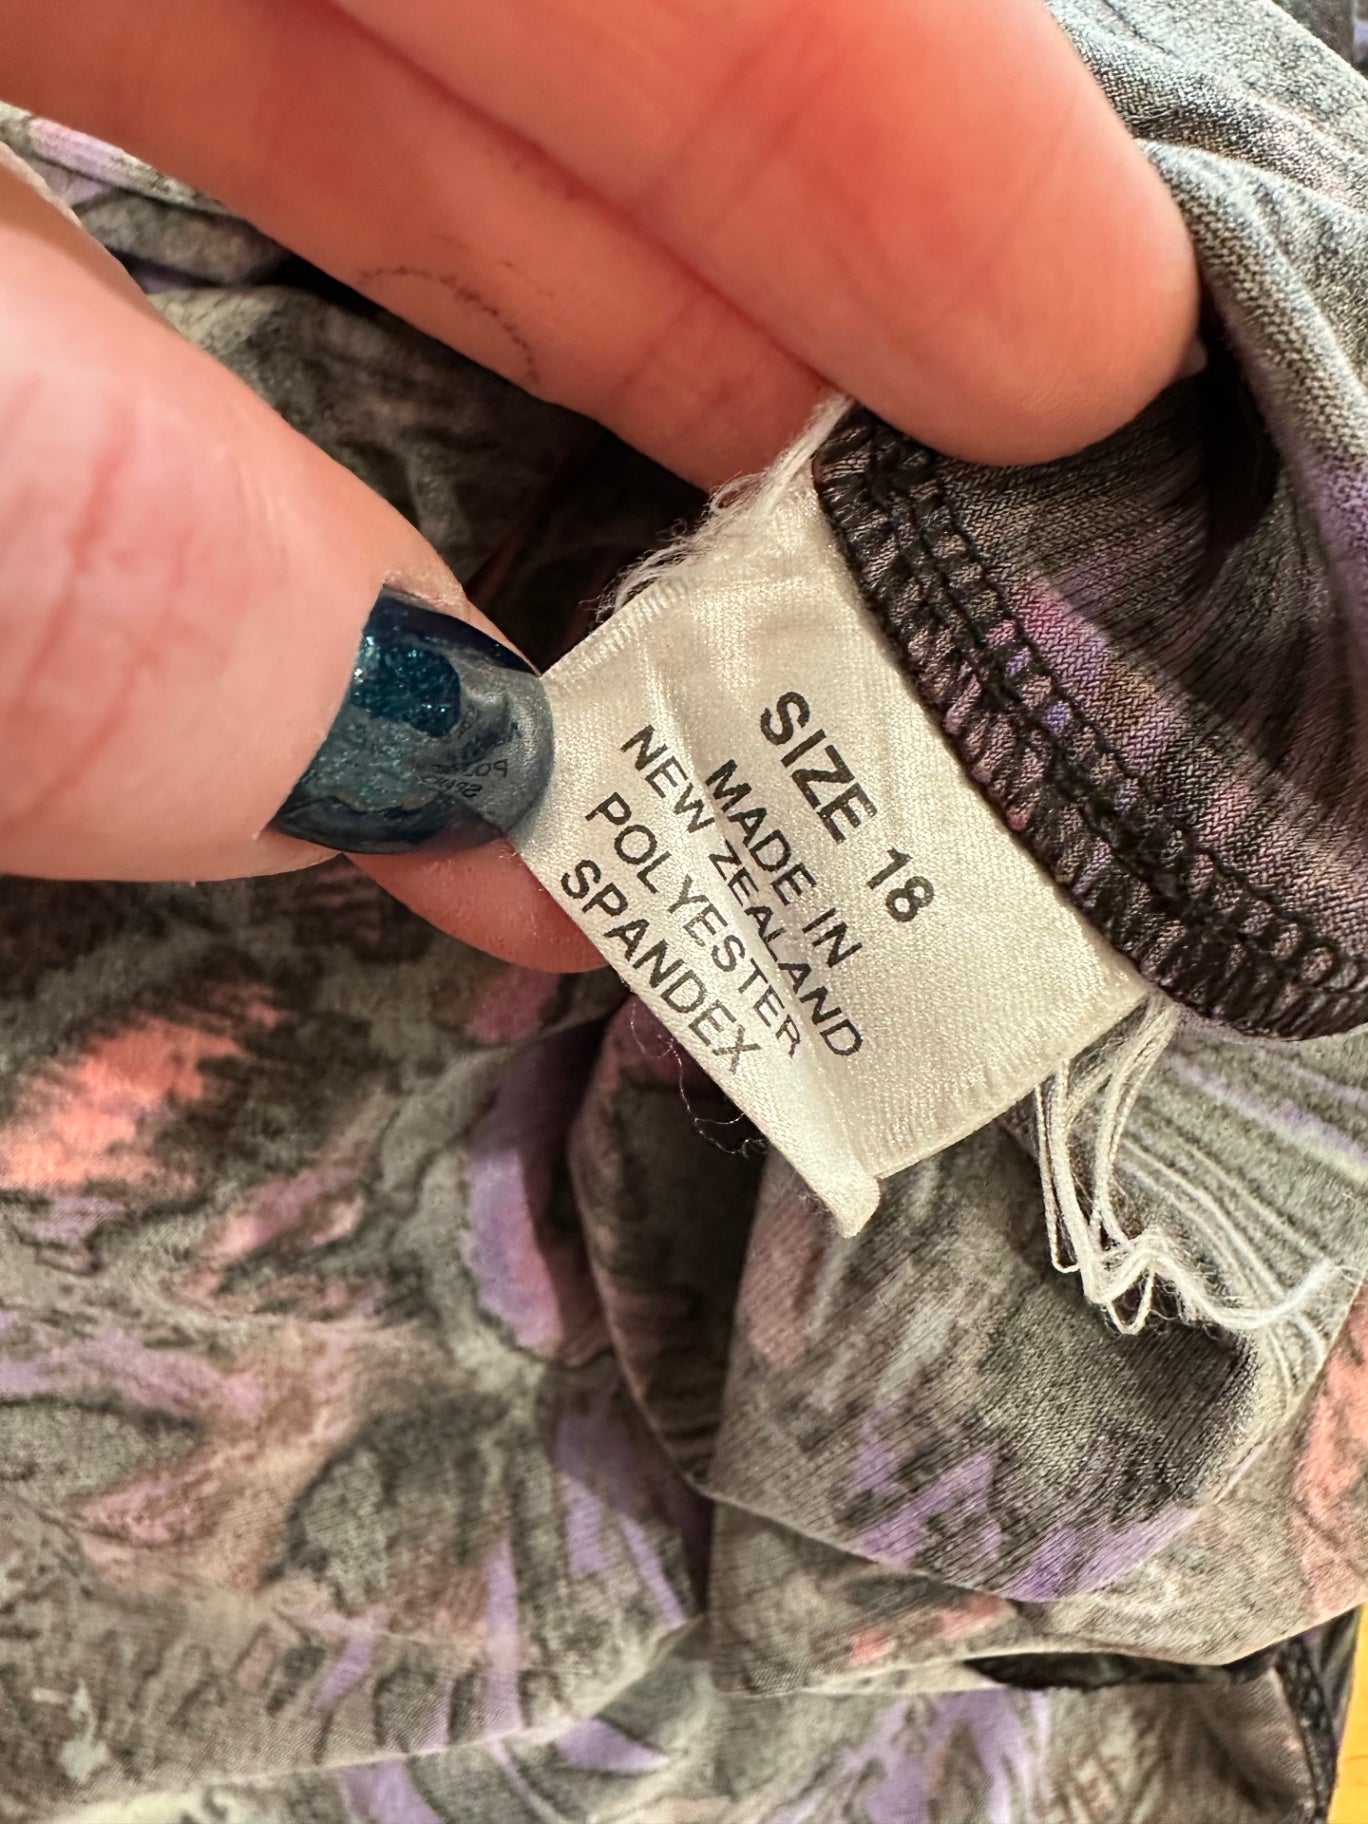 SIZE 18
MADE IN
NEW ZEALAND
POLYESTER
SPANDEX